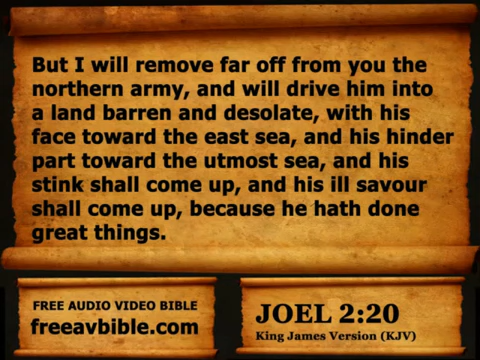 But I will remove far off from you the
northern army, and will drive him into
a land barren and desolate, with his
face toward the east sea, and his hinder
part toward the utmost sea, and his
stink shall come up, and his ill savour
shall come up, because he hath done
great things.
FREE AUDIO VIDEO BIBLE
freeavbible.com
JOEL 2:20
King James Version (KJV)